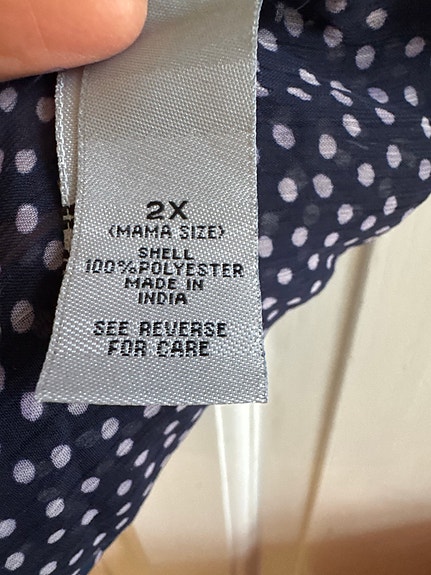 2X
(MAMA SIZE)
SHELL
100%POLYESTER
MADE IN
INDIA
SEE REVERSE
FOR CARE